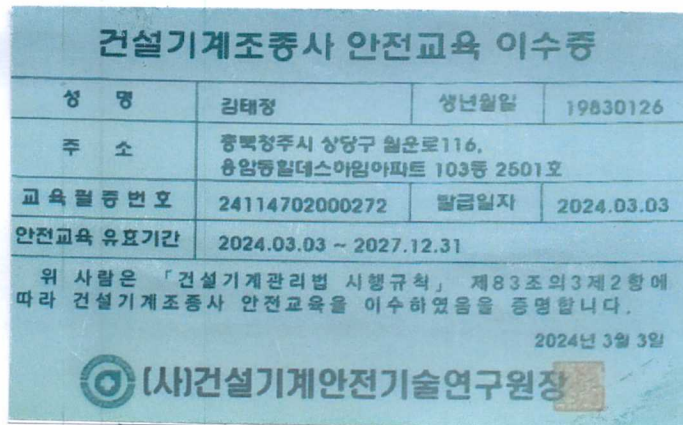 건설기계조종사 안전교육 이수증
성 명 김태정 생년월일 19830126
주 소 충북청주시 상당구 월운로116,
용암동힐데스하임아파트 103동 2501호
교육필증번호 24114702000272 발급일자 2024.03.03
안전교육 유효기간 2024.03.03 ~ 2027.12.31
위 사람은 「건설기계관리법 시행규칙」 제83조의3제2항에
따라 건설기계조종사 안전교육을 이수하였음을 증명합니다.
2024년 3월 3일
(사)건설기계안전기술연구원장